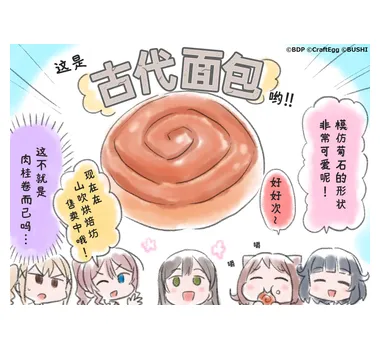 ©BDP ©CraftEgg ©BUSHI
这是
古代面包
哟!!
模仿菊石的形状
非常可爱呢!
好好次~
现在在
山吹烘焙坊
售卖中哦!
这不就是
肉桂卷而已吗…
嚼
嚼